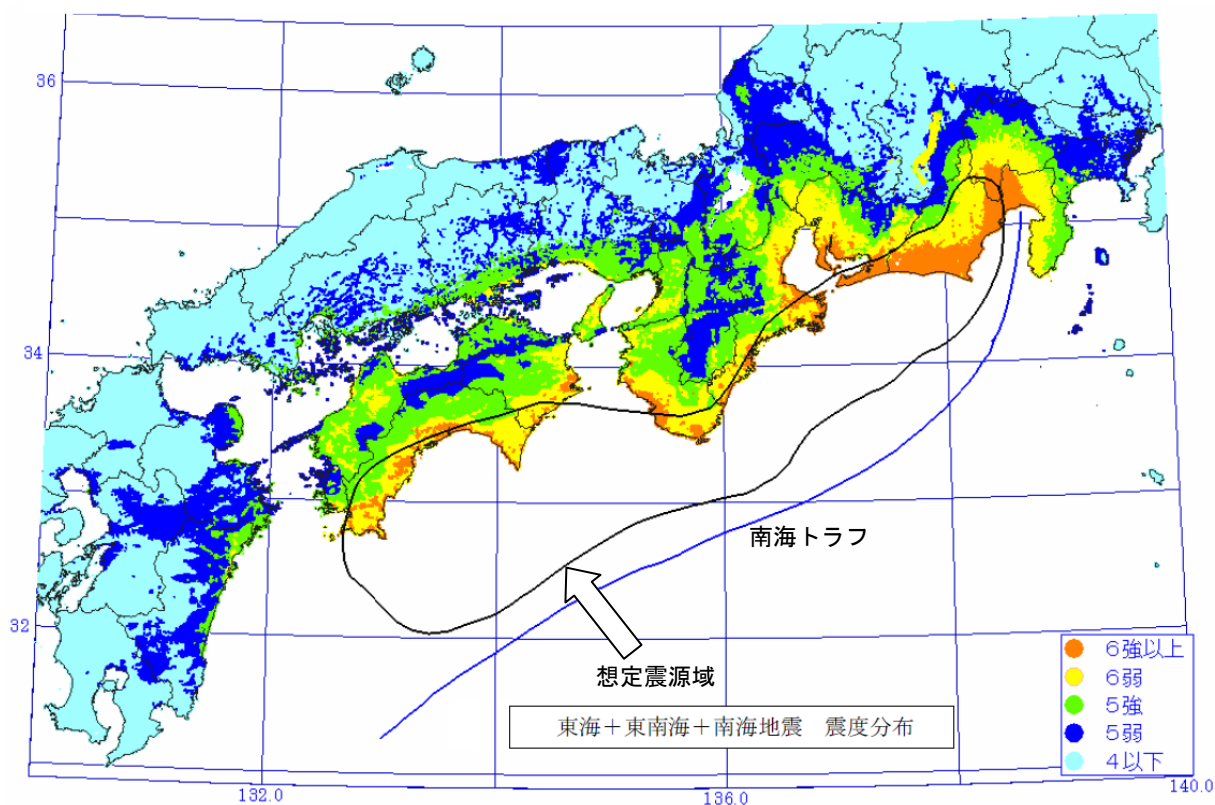 36
34
32
南海トラフ
想定震源域
東海＋東南海＋南海地震　震度分布
６強以上
６弱
５強
５弱
４以下
132.0
136.0
140.0